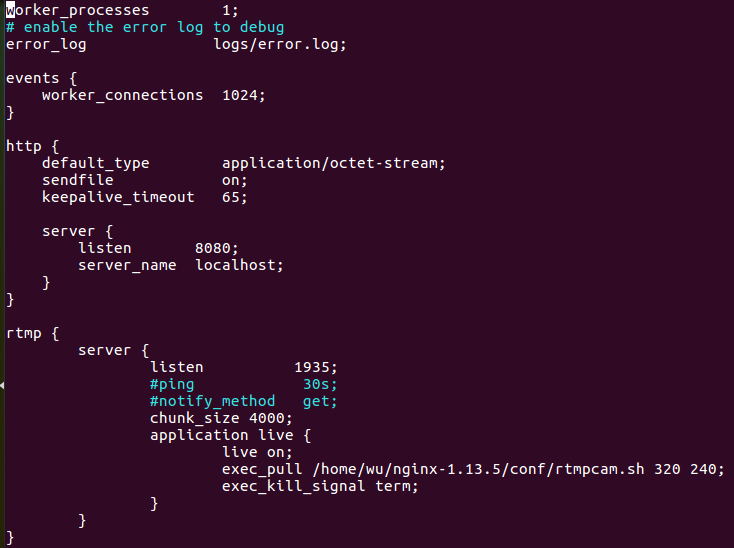 worker_processes        1;
# enable the error log to debug
error_log              logs/error.log;

events {
    worker_connections  1024;
}

http {
    default_type        application/octet-stream;
    sendfile            on;
    keepalive_timeout   65;

    server {
        listen       8080;
        server_name  localhost;
    }
}

rtmp {
        server {
                listen          1935;
                #ping            30s;
                #notify_method   get;
                chunk_size 4000;
                application live {
                        live on;
                        exec_pull /home/wu/nginx-1.13.5/conf/rtmpcam.sh 320 240;
                        exec_kill_signal term;
                }
        }
}